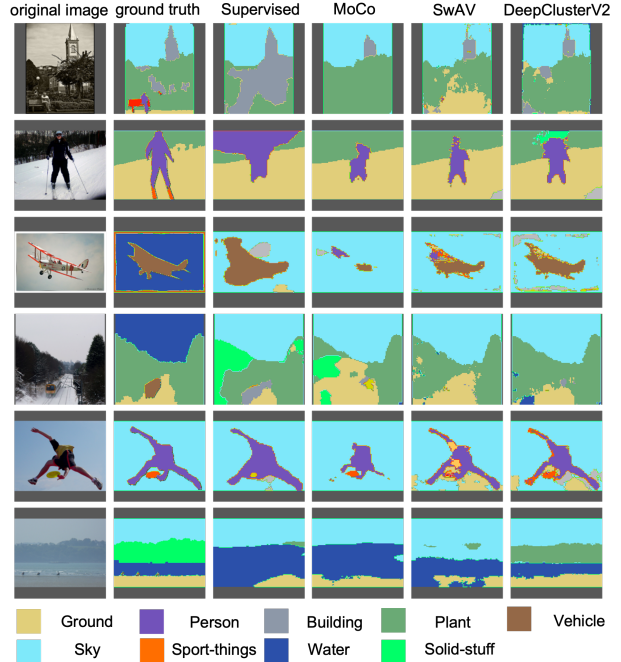 original image ground truth Supervised MoCo SwAV DeepClusterV2
Ground Person Building Plant Vehicle
Sky Sport-things Water Solid-stuff